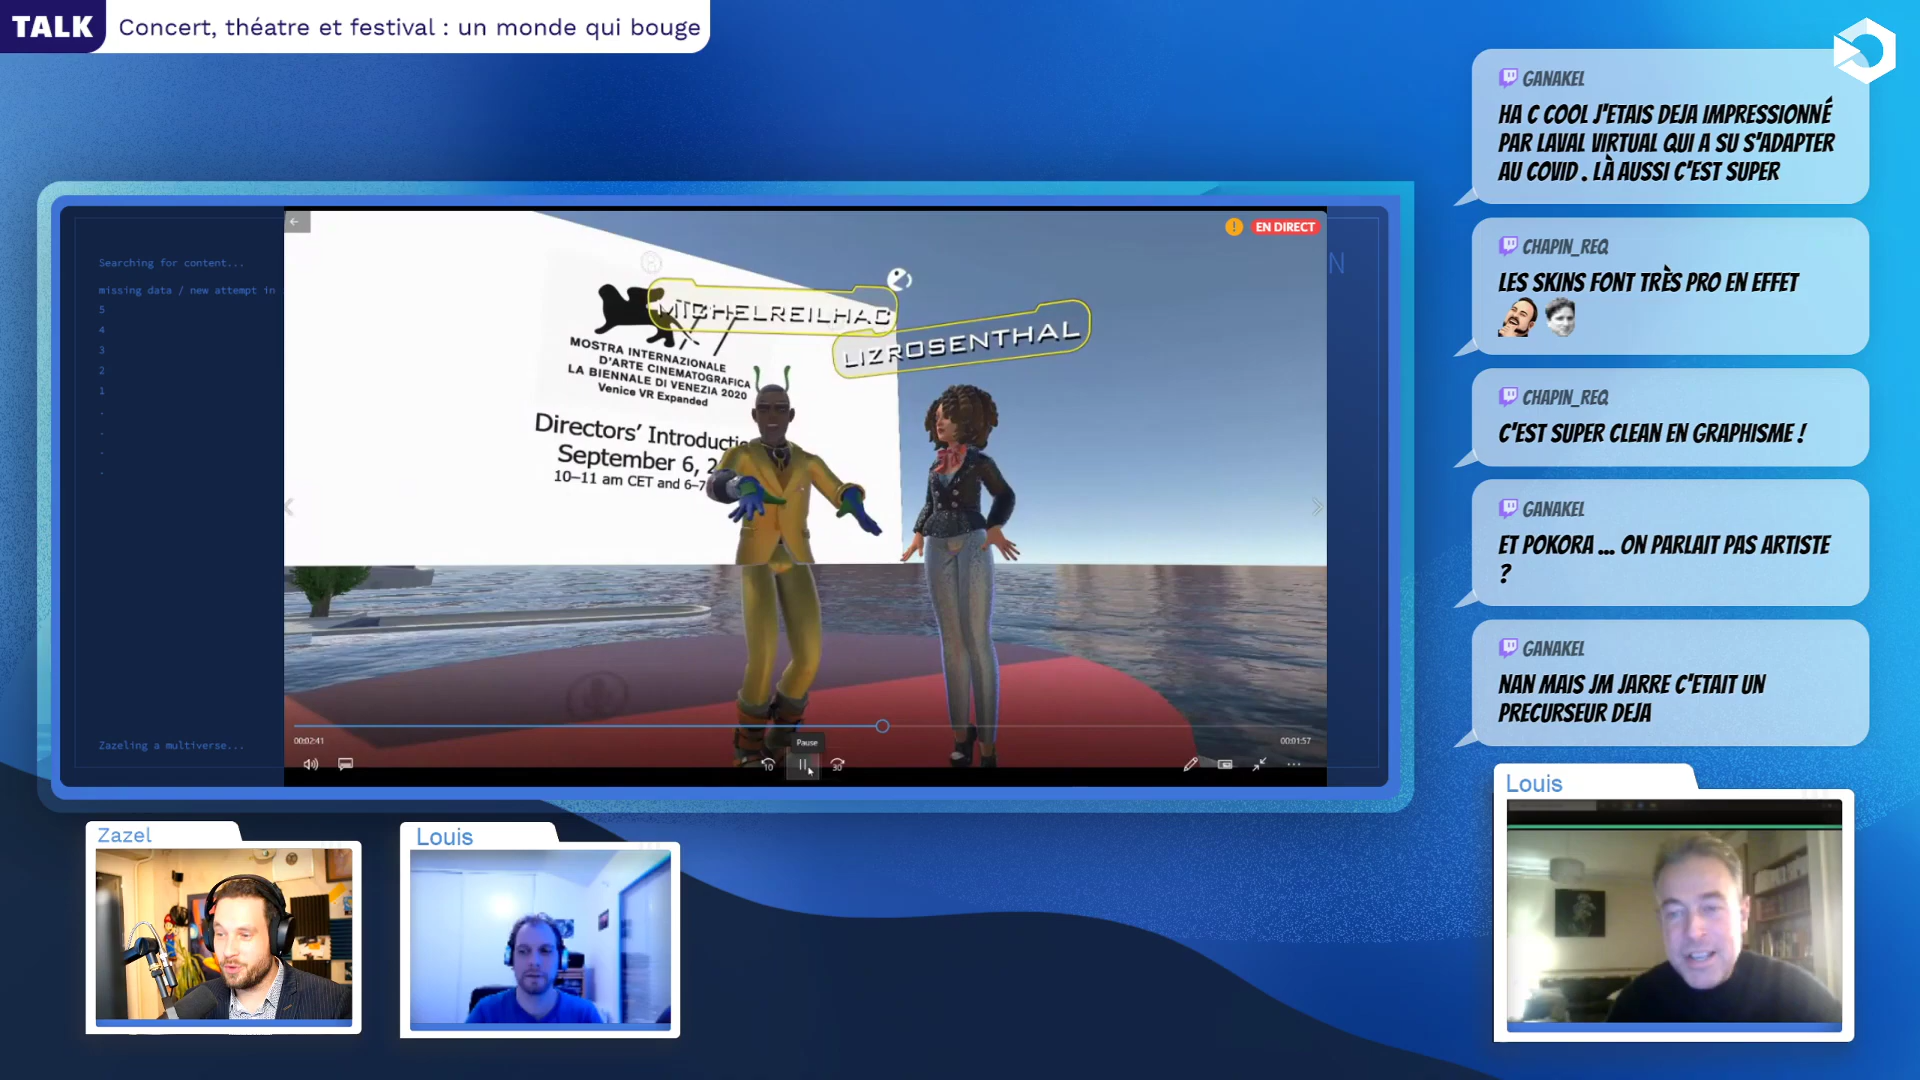 TALK
Concert, théatre et festival : un monde qui bouge
GANAKEL
HA C COOL J'ETAIS DEJA IMPRESSIONNÉ
PAR LAVAL VIRTUAL QUI A SU S'ADAPTER
AU COVID . LÀ AUSSI C'EST SUPER
CHAPIN_REQ
LES SKINS FONT TRÈS PRO EN EFFET
CHAPIN_REQ
C'EST SUPER CLEAN EN GRAPHISME !
GANAKEL
ET POKORA ... ON PARLAIT PAS ARTISTE
?
GANAKEL
NAN MAIS JM JARRE C'ETAIT UN
PRECURSEUR DEJA
Searching for content...
missing data / new attempt in
5
4
3
2
1
.
.
.
.
Zazeling a multiverse...
EN DIRECT
N
MICHELREILHAC
LIZROSENTHAL
MOSTRA INTERNAZIONALE
D'ARTE CINEMATOGRAFICA
LA BIENNALE DI VENEZIA 2020
Venice VR Expanded
Directors' Introductio
September 6, 2
10–11 am CET and 6–7
00:02:41
Pause
00:01:57
10
30
Zazel
Louis
Louis